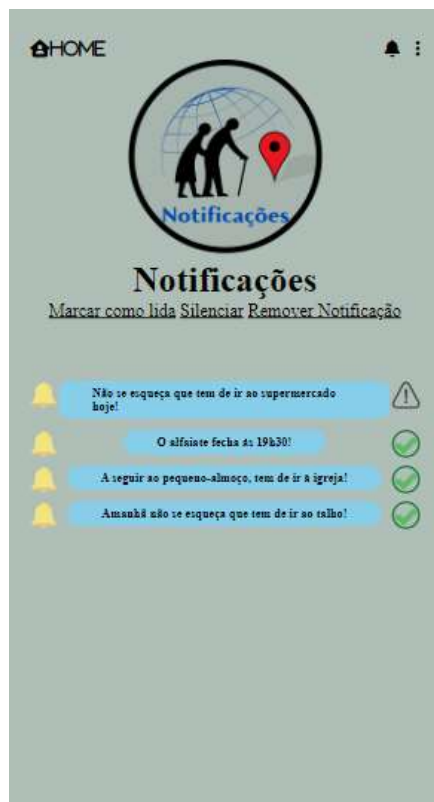 HOME
Notificações
Notificações
Marcar como lida Silenciar Remover Notificação
Não se esqueça que tem de ir ao supermercado
hoje!
O alfaiate fecha ás 19h30!
A seguir ao pequeno-almoço, tem de ir à igreja!
Amanhã não se esqueça que tem de ir ao talho!